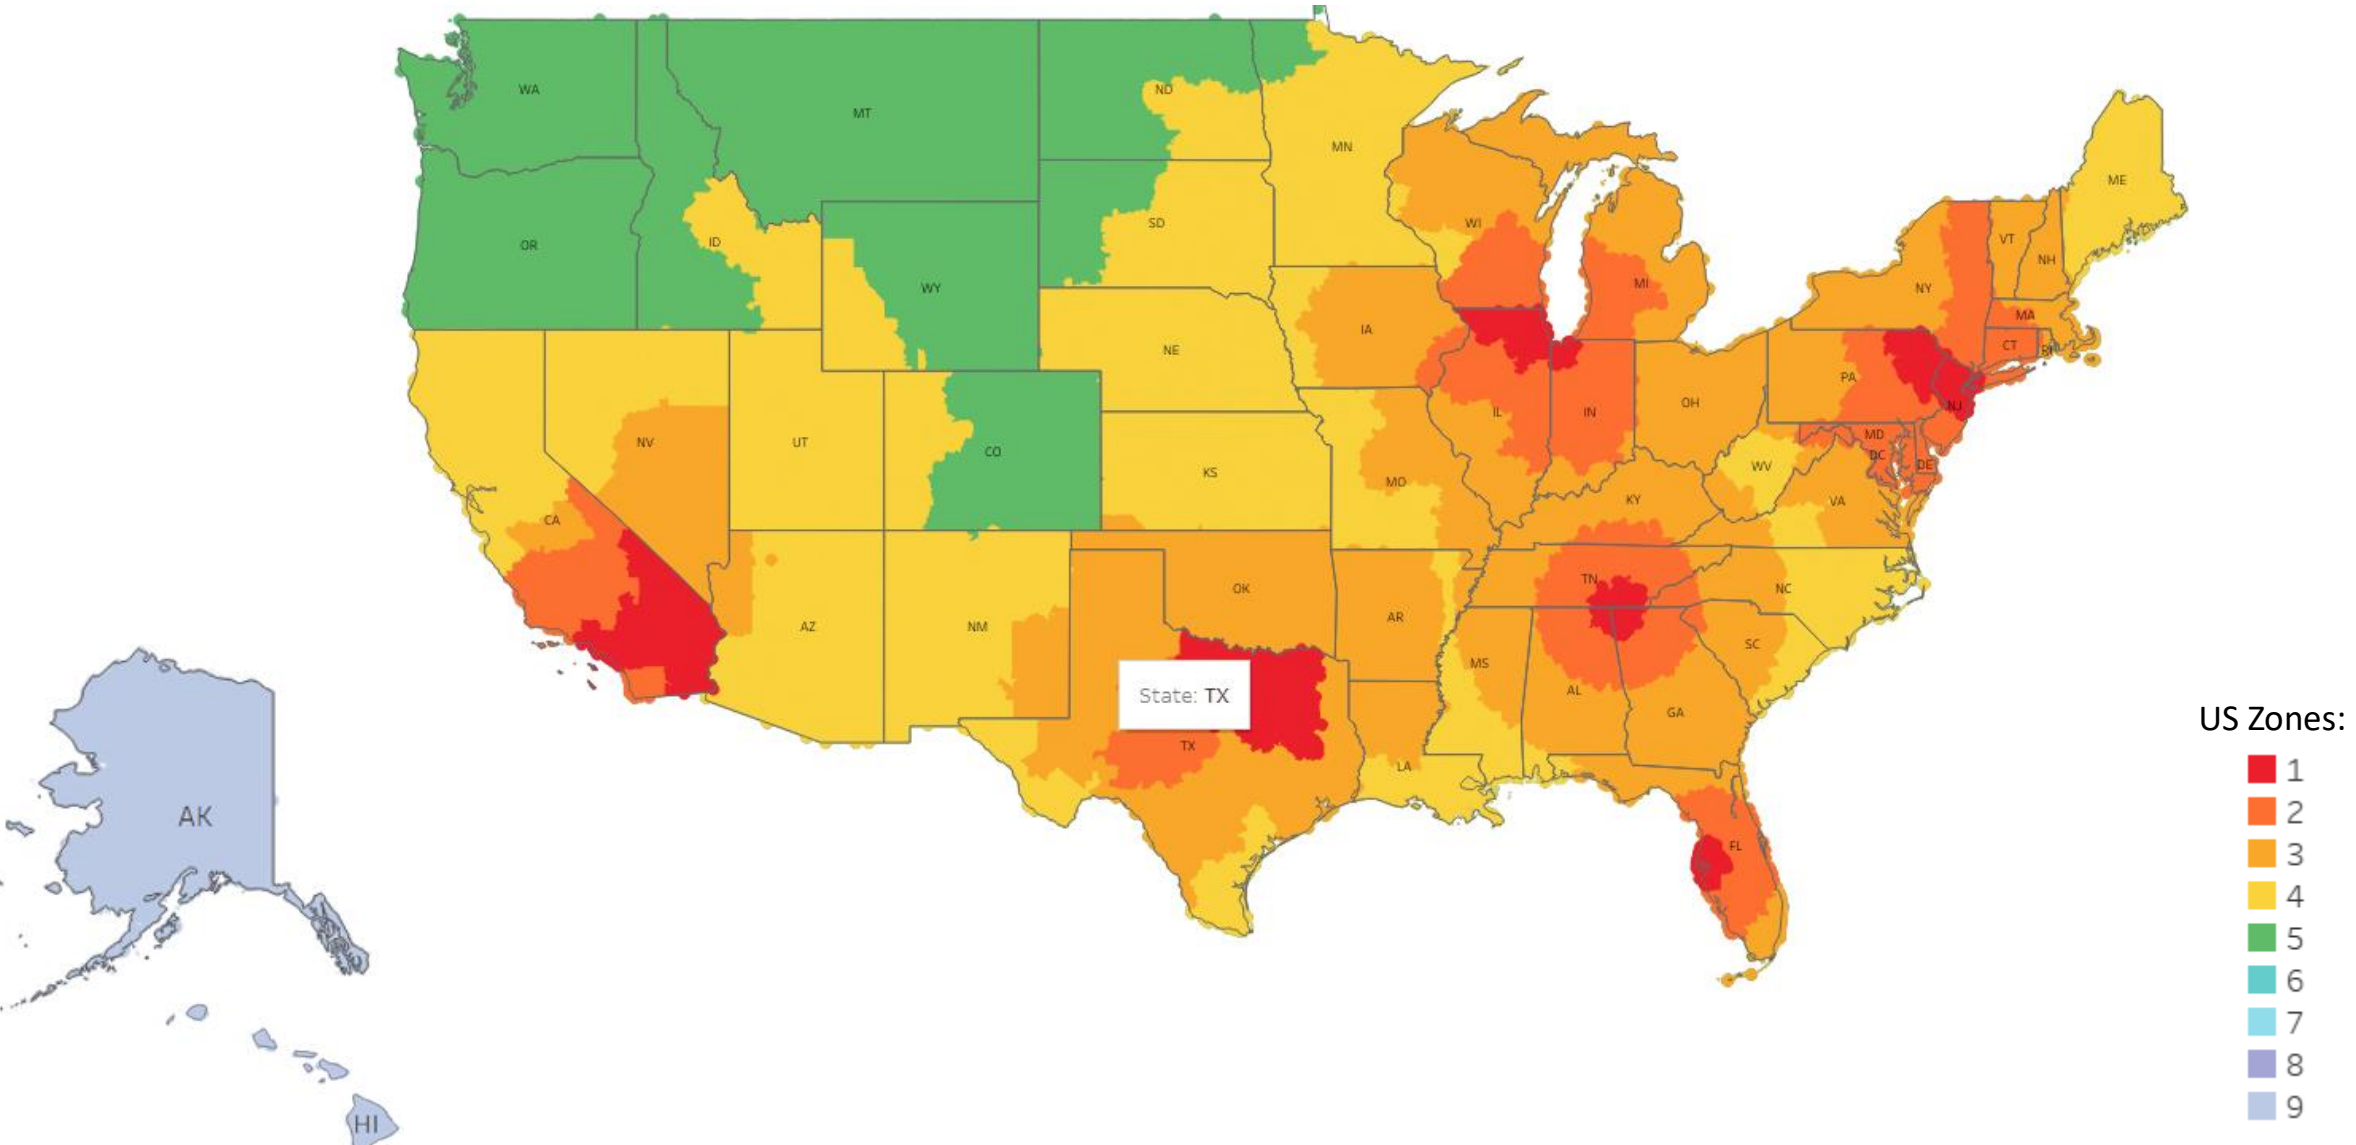 WA
MT
ND
MN
ME
OR
ID
SD
WI
VT
NH
WY
MI
NY
MA
IA
NE
CT
RI
PA
NV
UT
CO
IL
IN
OH
NJ
MD
DC
DE
KS
MO
WV
CA
KY
VA
OK
TN
NC
AZ
NM
AR
SC
MS
State: TX
AL
GA
TX
LA
FL
AK
HI
US Zones:
1
2
3
4
5
6
7
8
9